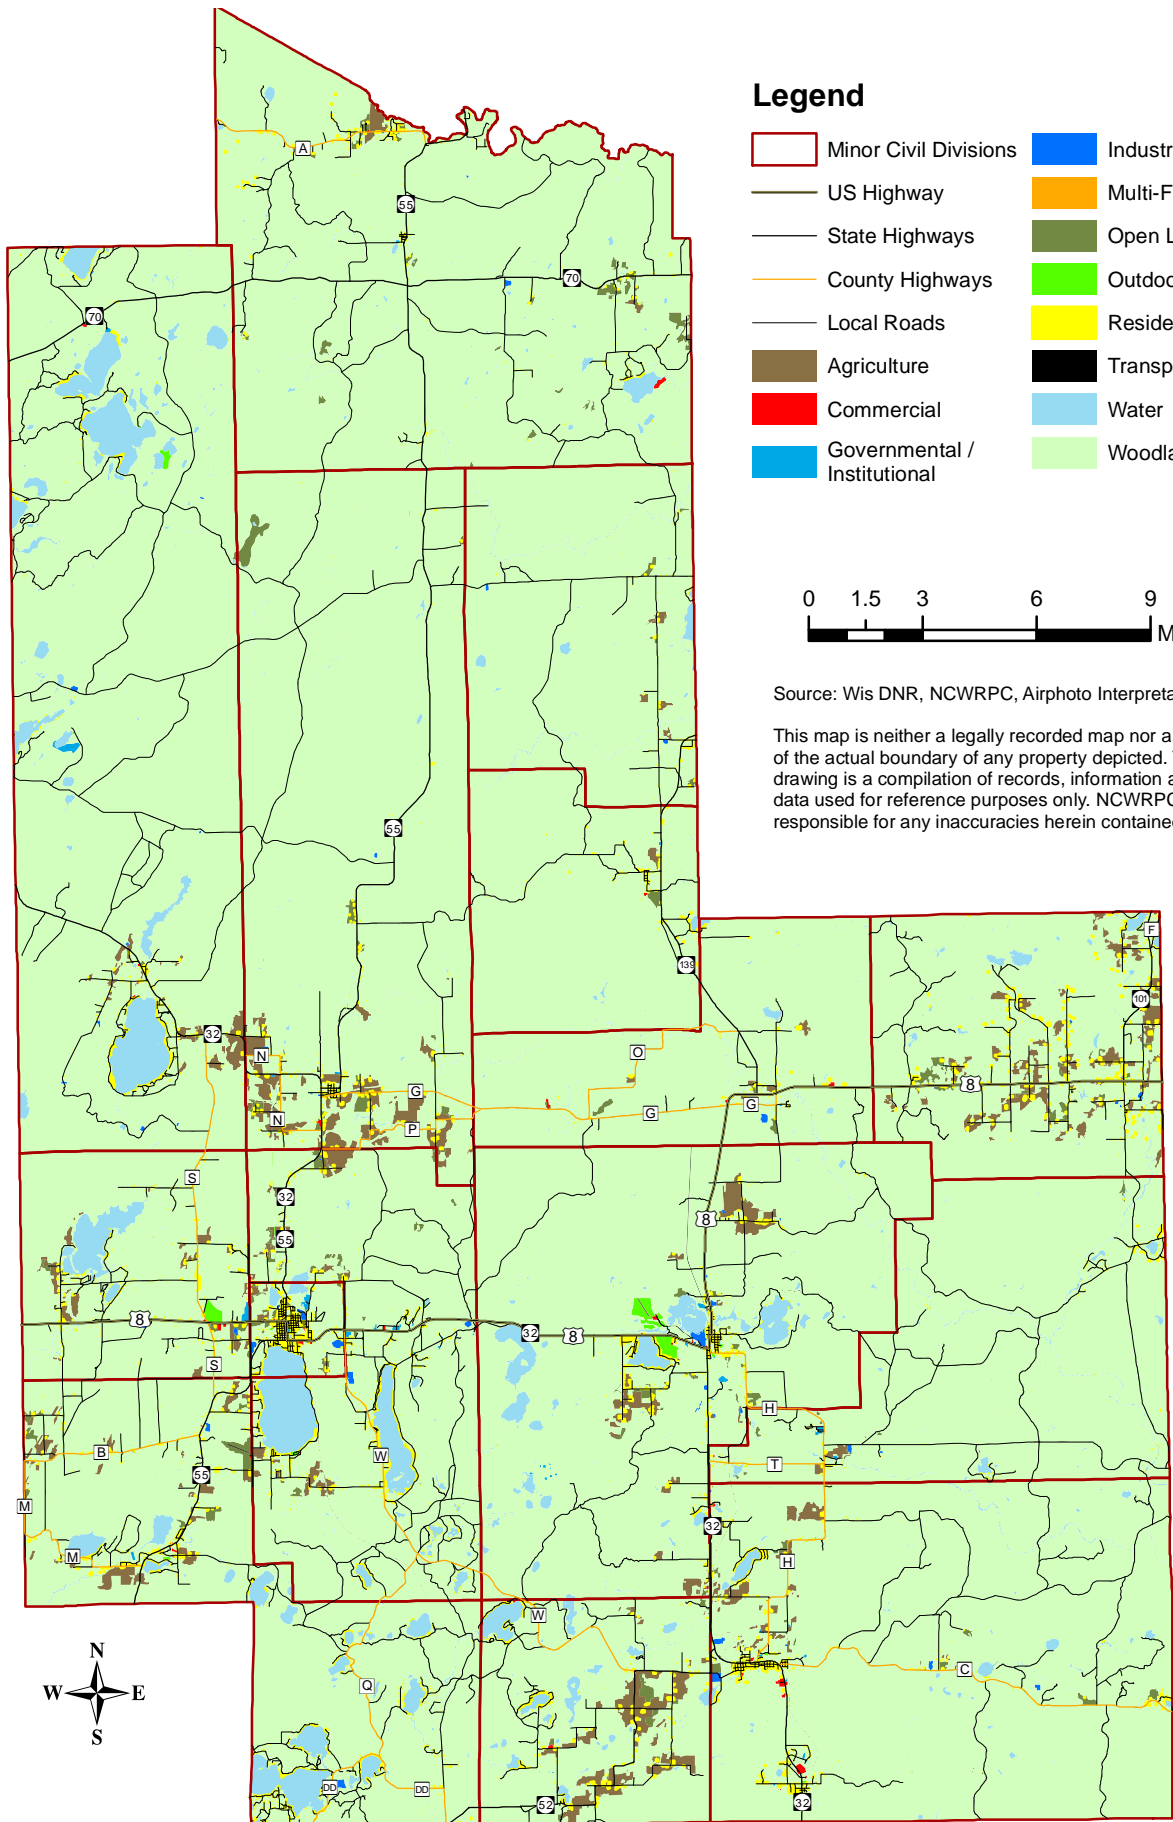 Legend
Minor Civil Divisions
US Highway
State Highways
County Highways
Local Roads
Agriculture
Commercial
Governmental /
Institutional
Industr
Multi-F
Open L
Outdoo
Reside
Transp
Water
Woodla
0 1.5 3 6 9
M
Source: Wis DNR, NCWRPC, Airphoto Interpreta
This map is neither a legally recorded map nor a
of the actual boundary of any property depicted.
drawing is a compilation of records, information a
data used for reference purposes only. NCWRPC
responsible for any inaccuracies herein contained
A
55
70
70
55
139
F
101
32
N
O
G
8
N
G
G
P
S
32
8
55
8
32
8
S
H
B
W
T
55
M
32
M
H
W
C
Q
DD
DD
52
32
N
W E
S